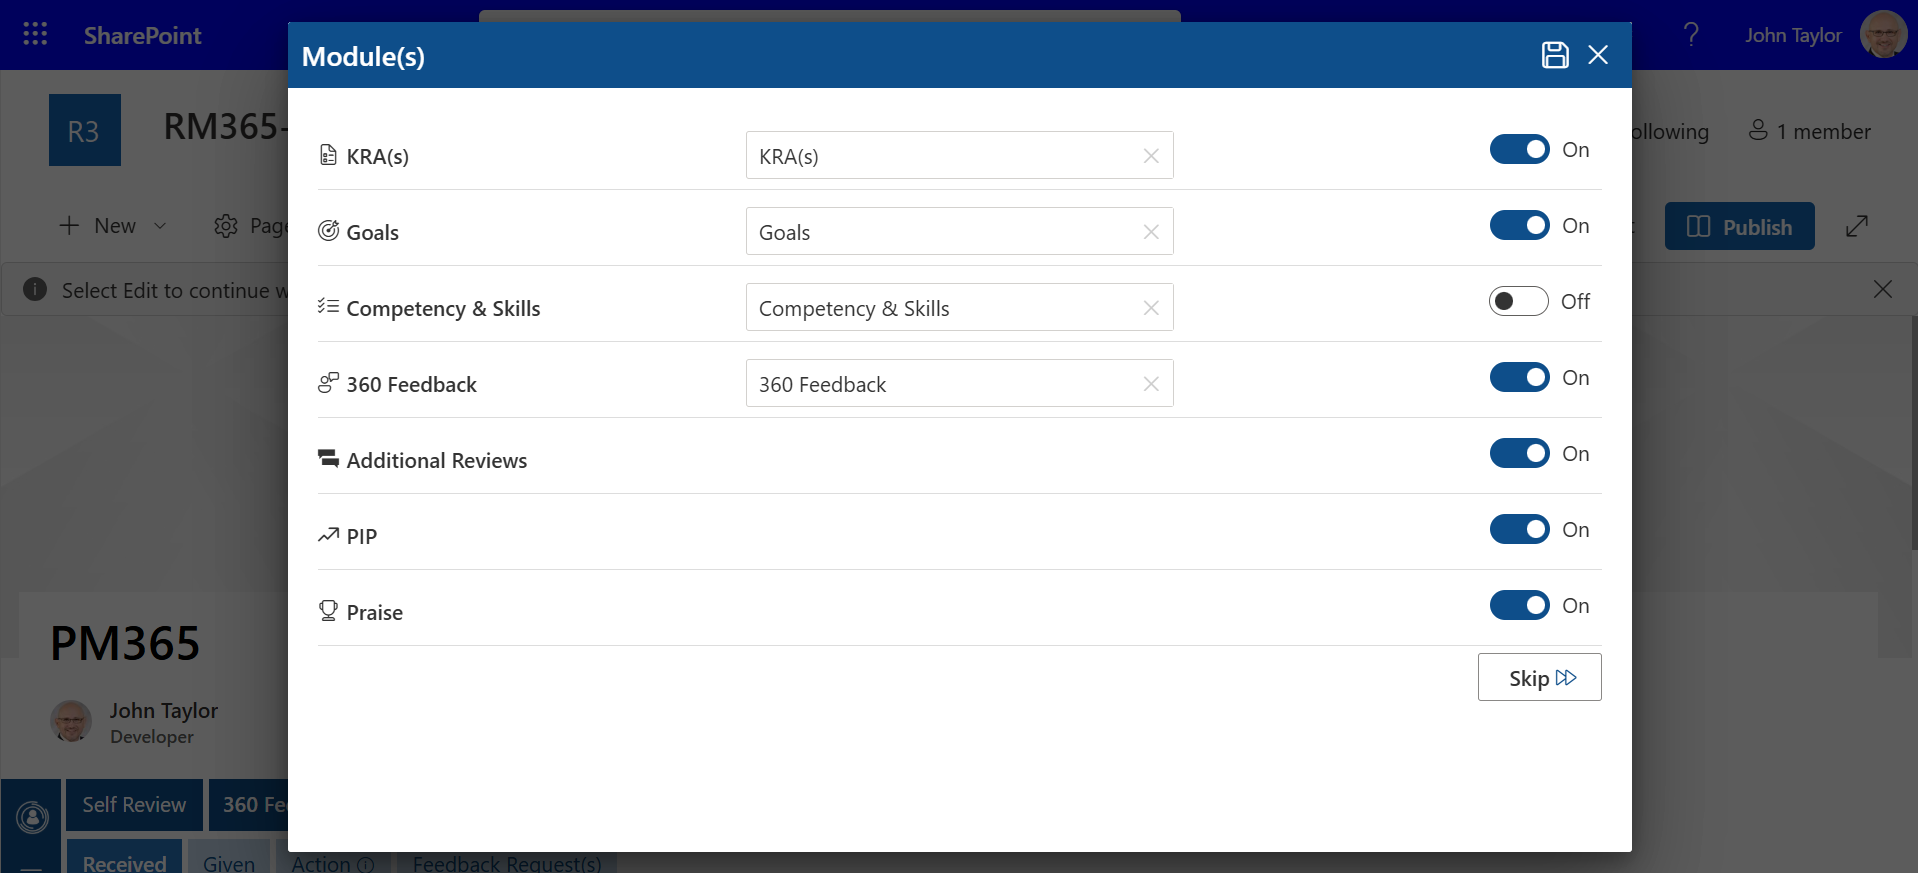 SharePoint
John Taylor
Module(s)
R3
RM365-
ollowing
1 member
New
Page
Publish
Select Edit to continue w
KRA(s)
KRA(s)
On
Goals
Goals
On
Competency & Skills
Competency & Skills
Off
360 Feedback
360 Feedback
On
Additional Reviews
On
PIP
On
Praise
On
Skip
PM365
John Taylor
Developer
Self Review
360 Fee
Received
Given
Action
Feedback Request(s)